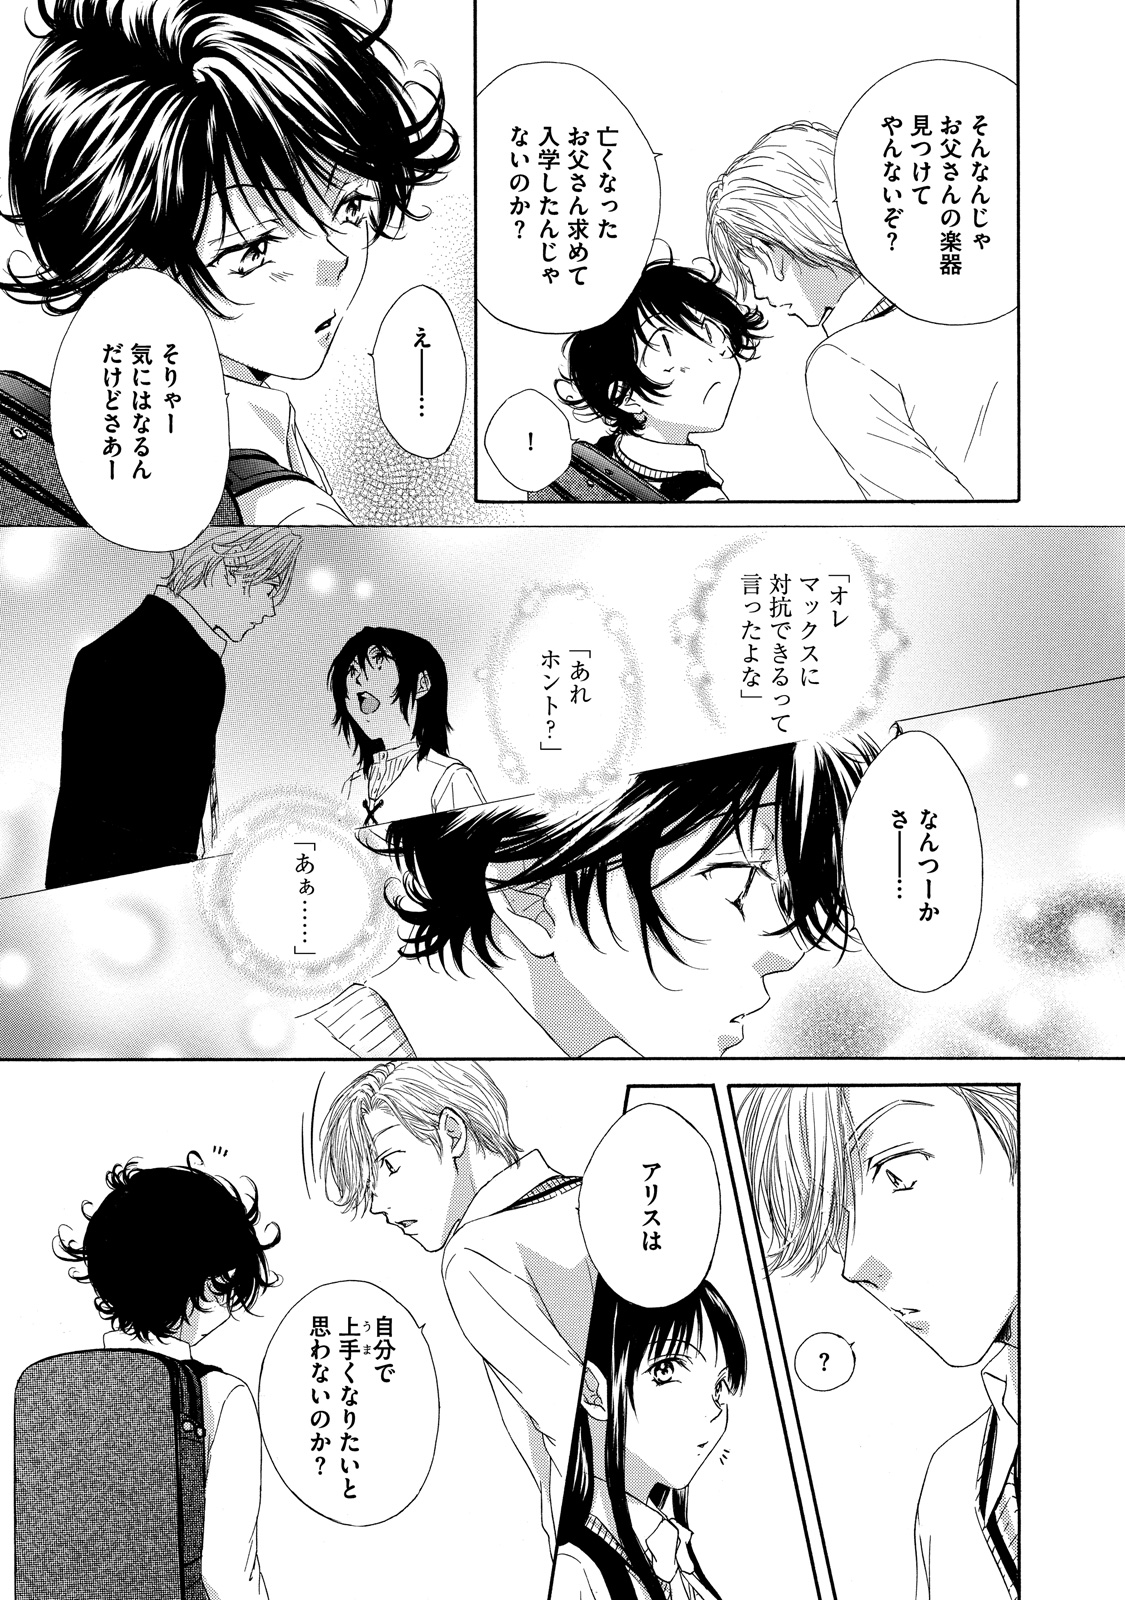 そんなんじゃ
お父さんの楽器
見つけて
やんないぞ？
亡くなった
お父さん求めて
入学したんじゃ
ないのか？
！
えー……
そりゃー
気にはなるん
だけどさあー
「オレ
マックスに
対抗できるって
言ったよな」
「あれ
ホント？」
「あぁ……」
なんつーか
さー……
？
アリスは
自分で
上手くなりたいと
うま
思わないのか？